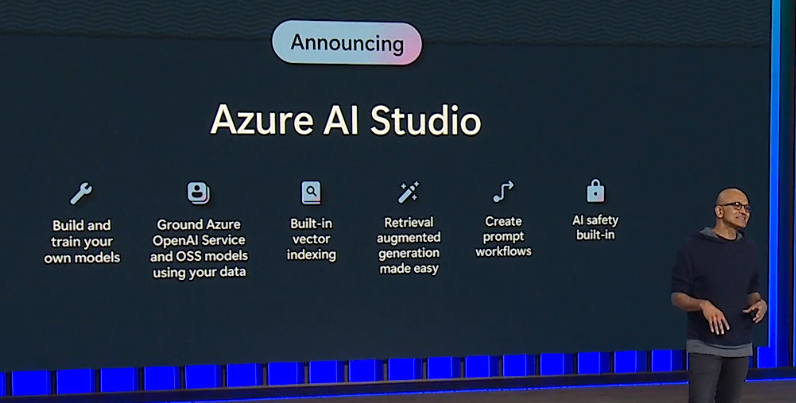 Announcing
Azure AI Studio
Build and
train your
own models
Ground Azure
OpenAI Service
and OSS models
using your data
Built-in
vector
indexing
Retrieval
augmented
generation
made easy
Create
prompt
workflows
AI safety
built-in